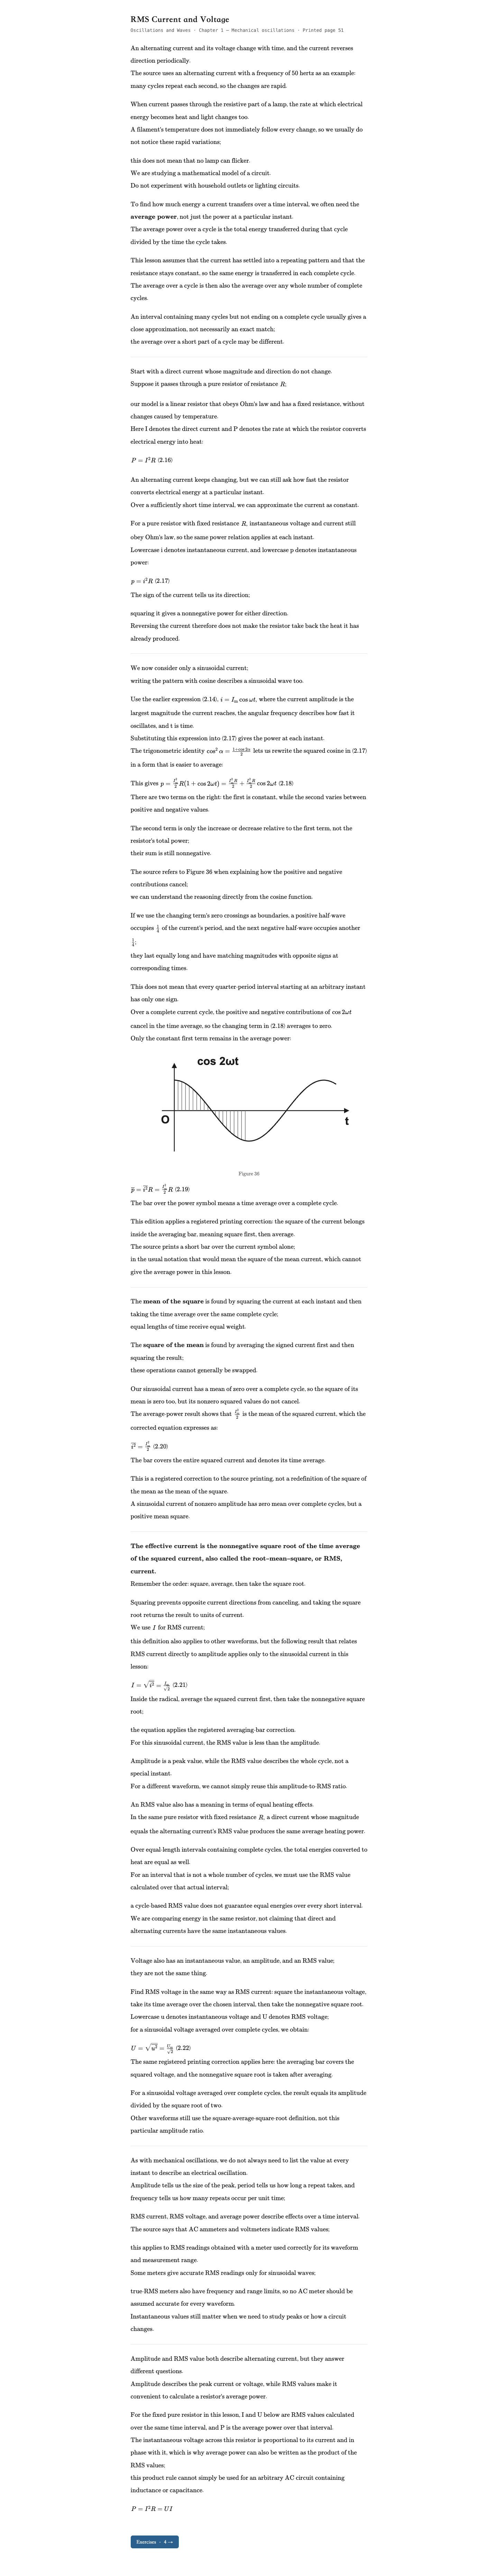 RMS Current and Voltage
Oscillations and Waves · Chapter 1 — Mechanical oscillations · Printed page 51
An alternating current and its voltage change with time, and the current reverses
direction periodically.
The source uses an alternating current with a frequency of 50 hertz as an example:
many cycles repeat each second, so the changes are rapid.
When current passes through the resistive part of a lamp, the rate at which electrical
energy becomes heat and light changes too.
A filament's temperature does not immediately follow every change, so we usually do
not notice these rapid variations;
this does not mean that no lamp can flicker.
We are studying a mathematical model of a circuit.
Do not experiment with household outlets or lighting circuits.
To find how much energy a current transfers over a time interval, we often need the
average power, not just the power at a particular instant.
The average power over a cycle is the total energy transferred during that cycle
divided by the time the cycle takes.
This lesson assumes that the current has settled into a repeating pattern and that the
resistance stays constant, so the same energy is transferred in each complete cycle.
The average over a cycle is then also the average over any whole number of complete
cycles.
An interval containing many cycles but not ending on a complete cycle usually gives a
close approximation, not necessarily an exact match;
the average over a short part of a cycle may be different.
Start with a direct current whose magnitude and direction do not change.
Suppose it passes through a pure resistor of resistance R;
our model is a linear resistor that obeys Ohm's law and has a fixed resistance, without
changes caused by temperature.
Here I denotes the direct current and P denotes the rate at which the resistor converts
electrical energy into heat:
P = I²R (2.16)
An alternating current keeps changing, but we can still ask how fast the resistor
converts electrical energy at a particular instant.
Over a sufficiently short time interval, we can approximate the current as constant.
For a pure resistor with fixed resistance R, instantaneous voltage and current still
obey Ohm's law, so the same power relation applies at each instant.
Lowercase i denotes instantaneous current, and lowercase p denotes instantaneous
power:
p = i²R (2.17)
The sign of the current tells us its direction;
squaring it gives a nonnegative power for either direction.
Reversing the current therefore does not make the resistor take back the heat it has
already produced.
We now consider only a sinusoidal current;
writing the pattern with cosine describes a sinusoidal wave too.
Use the earlier expression (2.14), i = Iₘ cos ωt, where the current amplitude is the
largest magnitude the current reaches, the angular frequency describes how fast it
oscillates, and t is time.
Substituting this expression into (2.17) gives the power at each instant.
The trigonometric identity cos² α = (1+cos 2α)/2 lets us rewrite the squared cosine in (2.17)
in a form that is easier to average:
This gives p = Iₘ²/2 R(1 + cos 2ωt) = Iₘ²R/2 + Iₘ²R/2 cos 2ωt (2.18)
There are two terms on the right: the first is constant, while the second varies between
positive and negative values.
The second term is only the increase or decrease relative to the first term, not the
resistor's total power;
their sum is still nonnegative.
The source refers to Figure 36 when explaining how the positive and negative
contributions cancel;
we can understand the reasoning directly from the cosine function.
If we use the changing term's zero crossings as boundaries, a positive half-wave
occupies 1/4 of the current's period, and the next negative half-wave occupies another
1/4;
they last equally long and have matching magnitudes with opposite signs at
corresponding times.
This does not mean that every quarter-period interval starting at an arbitrary instant
has only one sign.
Over a complete current cycle, the positive and negative contributions of cos 2ωt
cancel in the time average, so the changing term in (2.18) averages to zero.
Only the constant first term remains in the average power:
cos 2ωt
O
t
Figure 36
p̅ = i̅²̅R = Iₘ²/2 R (2.19)
The bar over the power symbol means a time average over a complete cycle.
This edition applies a registered printing correction: the square of the current belongs
inside the averaging bar, meaning square first, then average.
The source prints a short bar over the current symbol alone;
in the usual notation that would mean the square of the mean current, which cannot
give the average power in this lesson.
The mean of the square is found by squaring the current at each instant and then
taking the time average over the same complete cycle;
equal lengths of time receive equal weight.
The square of the mean is found by averaging the signed current first and then
squaring the result;
these operations cannot generally be swapped.
Our sinusoidal current has a mean of zero over a complete cycle, so the square of its
mean is zero too, but its nonzero squared values do not cancel.
The average-power result shows that Iₘ²/2 is the mean of the squared current, which the
corrected equation expresses as:
i̅²̅ = Iₘ²/2 (2.20)
The bar covers the entire squared current and denotes its time average.
This is a registered correction to the source printing, not a redefinition of the square of
the mean as the mean of the square.
A sinusoidal current of nonzero amplitude has zero mean over complete cycles, but a
positive mean square.
The effective current is the nonnegative square root of the time average
of the squared current, also called the root–mean–square, or RMS,
current.
Remember the order: square, average, then take the square root.
Squaring prevents opposite current directions from canceling, and taking the square
root returns the result to units of current.
We use I for RMS current;
this definition also applies to other waveforms, but the following result that relates
RMS current directly to amplitude applies only to the sinusoidal current in this
lesson:
I = √i̅²̅ = Iₘ/√2 (2.21)
Inside the radical, average the squared current first, then take the nonnegative square
root;
the equation applies the registered averaging-bar correction.
For this sinusoidal current, the RMS value is less than the amplitude.
Amplitude is a peak value, while the RMS value describes the whole cycle, not a
special instant.
For a different waveform, we cannot simply reuse this amplitude-to-RMS ratio.
An RMS value also has a meaning in terms of equal heating effects.
In the same pure resistor with fixed resistance R, a direct current whose magnitude
equals the alternating current's RMS value produces the same average heating power.
Over equal-length intervals containing complete cycles, the total energies converted to
heat are equal as well.
For an interval that is not a whole number of cycles, we must use the RMS value
calculated over that actual interval;
a cycle-based RMS value does not guarantee equal energies over every short interval.
We are comparing energy in the same resistor, not claiming that direct and
alternating currents have the same instantaneous values.
Voltage also has an instantaneous value, an amplitude, and an RMS value;
they are not the same thing.
Find RMS voltage in the same way as RMS current: square the instantaneous voltage,
take its time average over the chosen interval, then take the nonnegative square root.
Lowercase u denotes instantaneous voltage and U denotes RMS voltage;
for a sinusoidal voltage averaged over complete cycles, we obtain:
U = √u̅²̅ = Uₘ/√2 (2.22)
The same registered printing correction applies here: the averaging bar covers the
squared voltage, and the nonnegative square root is taken after averaging.
For a sinusoidal voltage averaged over complete cycles, the result equals its amplitude
divided by the square root of two.
Other waveforms still use the square-average-square-root definition, not this
particular amplitude ratio.
As with mechanical oscillations, we do not always need to list the value at every
instant to describe an electrical oscillation.
Amplitude tells us the size of the peak, period tells us how long a repeat takes, and
frequency tells us how many repeats occur per unit time;
RMS current, RMS voltage, and average power describe effects over a time interval.
The source says that AC ammeters and voltmeters indicate RMS values;
this applies to RMS readings obtained with a meter used correctly for its waveform
and measurement range.
Some meters give accurate RMS readings only for sinusoidal waves;
true-RMS meters also have frequency and range limits, so no AC meter should be
assumed accurate for every waveform.
Instantaneous values still matter when we need to study peaks or how a circuit
changes.
Amplitude and RMS value both describe alternating current, but they answer
different questions.
Amplitude describes the peak current or voltage, while RMS values make it
convenient to calculate a resistor's average power.
For the fixed pure resistor in this lesson, I and U below are RMS values calculated
over the same time interval, and P is the average power over that interval.
The instantaneous voltage across this resistor is proportional to its current and in
phase with it, which is why average power can also be written as the product of the
RMS values;
this product rule cannot simply be used for an arbitrary AC circuit containing
inductance or capacitance.
P = I²R = UI
Exercises · 4 →